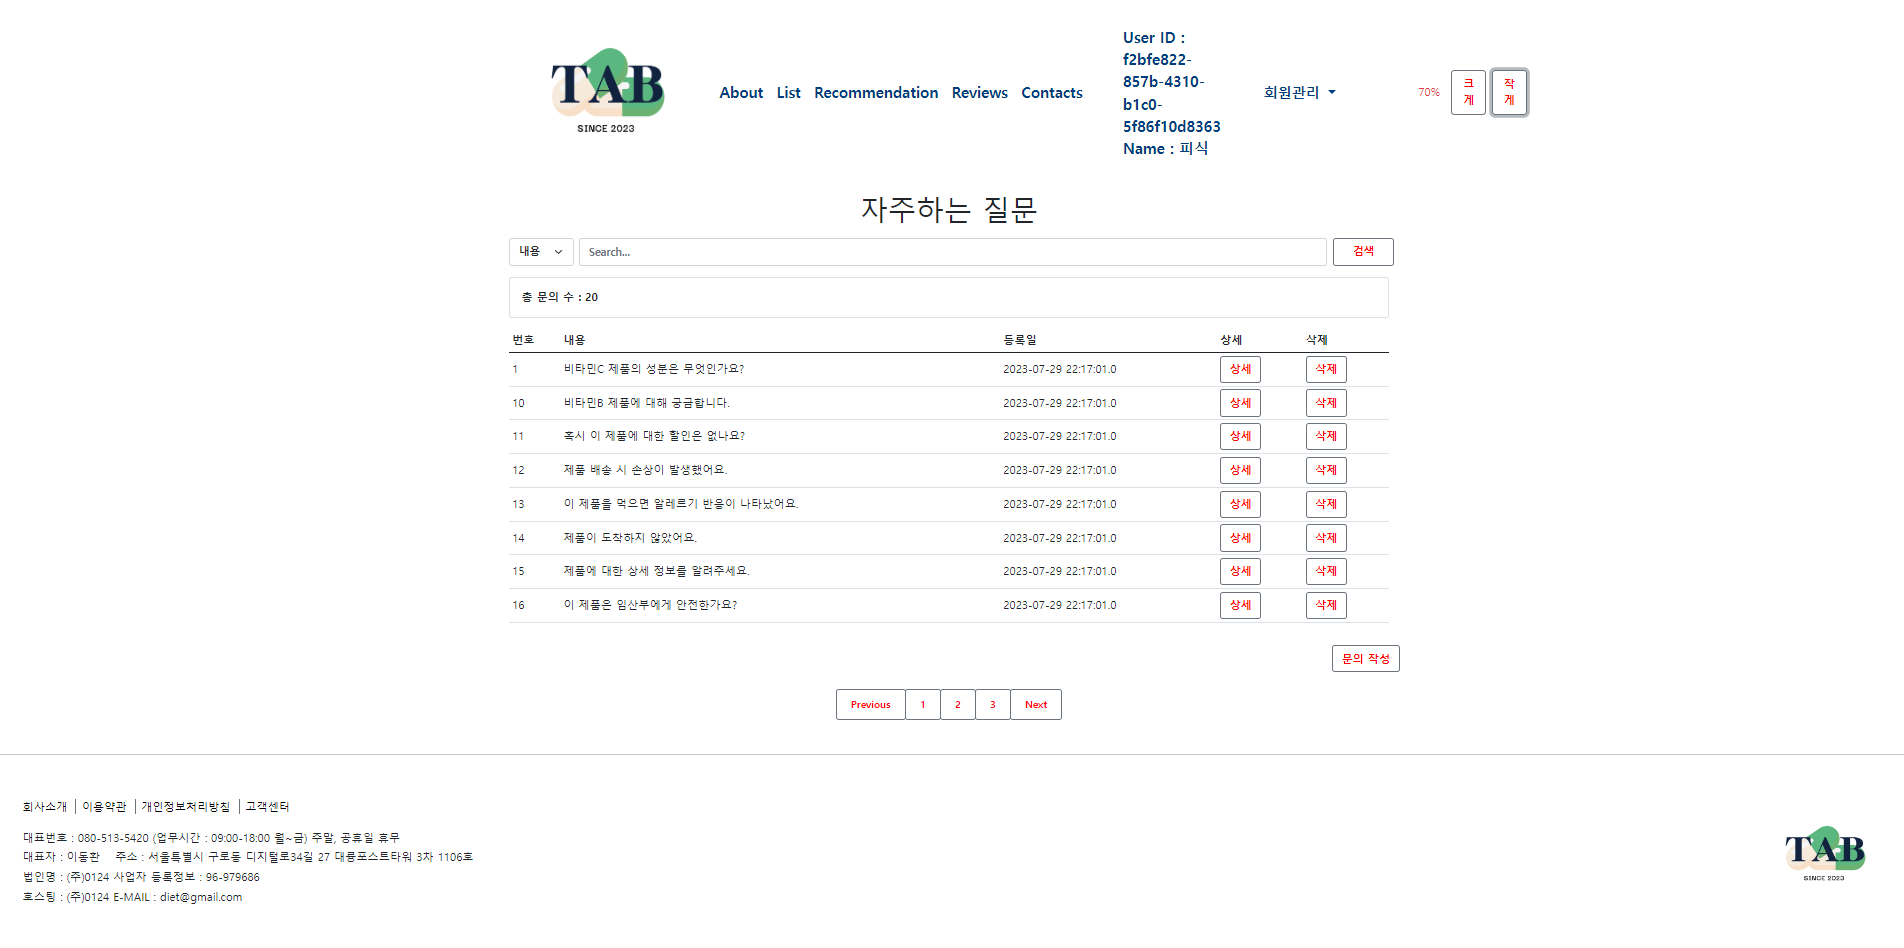 TAB
SINCE 2023
About List Recommendation Reviews Contacts
User ID :
f2bfe822-
857b-4310-
b1c0-
5f86f10d8363
Name : 피식
회원관리
70%
크
게
작
게
자주하는 질문
내용 Search... 검색
총 문의 수 : 20
번호 내용 등록일 상세 삭제
1 비타민C 제품의 성분은 무엇인가요? 2023-07-29 22:17:01.0 상세 삭제
10 비타민B 제품에 대해 궁금합니다. 2023-07-29 22:17:01.0 상세 삭제
11 혹시 이 제품에 대한 할인은 없나요? 2023-07-29 22:17:01.0 상세 삭제
12 제품 배송 시 손상이 발생했어요. 2023-07-29 22:17:01.0 상세 삭제
13 이 제품을 먹으면 알레르기 반응이 나타났어요. 2023-07-29 22:17:01.0 상세 삭제
14 제품이 도착하지 않았어요. 2023-07-29 22:17:01.0 상세 삭제
15 제품에 대한 상세 정보를 알려주세요. 2023-07-29 22:17:01.0 상세 삭제
16 이 제품은 임산부에게 안전한가요? 2023-07-29 22:17:01.0 상세 삭제
문의 작성
Previous 1 2 3 Next
회사소개 이용약관 개인정보처리방침 고객센터
대표번호 : 080-513-5420 (업무시간 : 09:00-18:00 월~금) 주말, 공휴일 휴무
대표자 : 이동환 주소 : 서울특별시 구로동 디지털로34길 27 대륭포스트타워 3차 1106호
법인명 : (주)0124 사업자 등록정보 : 96-979686
호스팅 : (주)0124 E-MAIL : diet@gmail.com
TAB
SINCE 2023